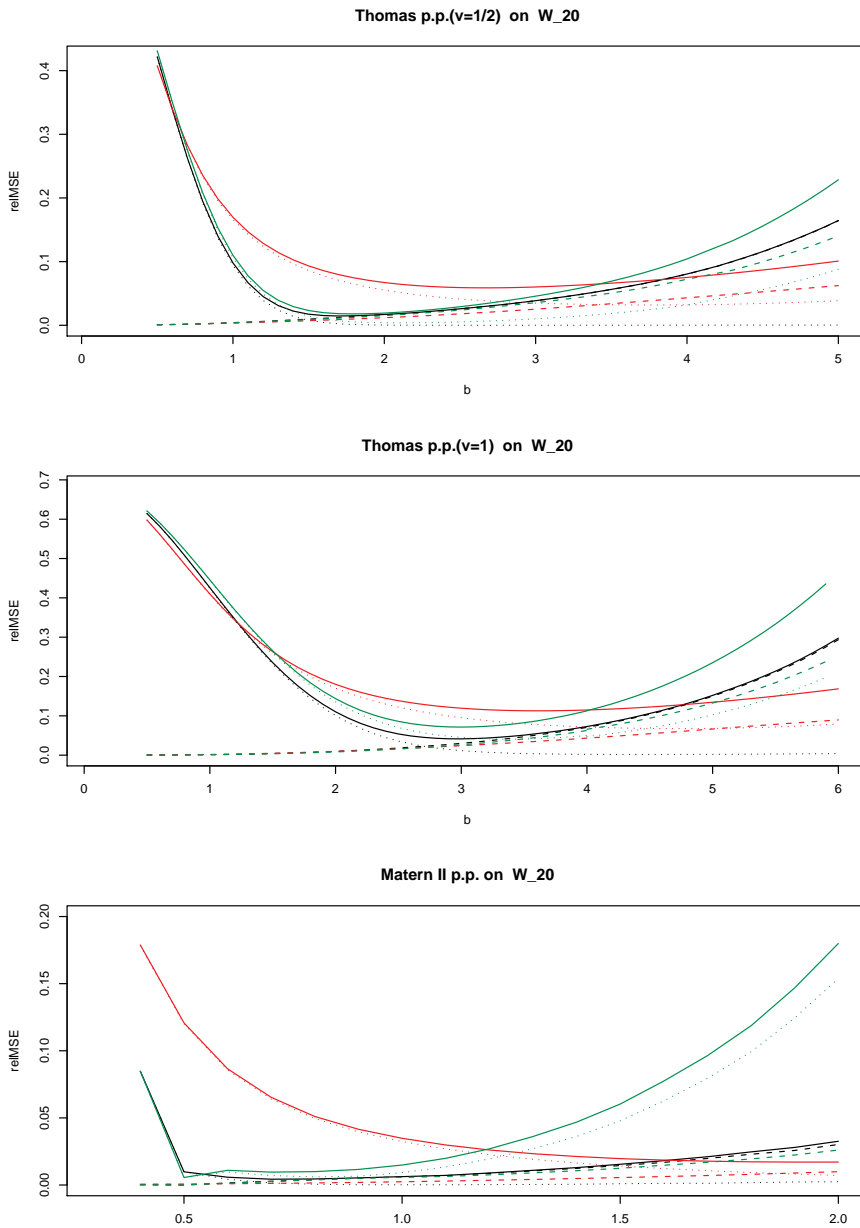 Thomas p.p.(v=1/2) on W_20
relMSE
0.4
0.3
0.2
0.1
0.0
0 1 2 3 4 5
b
Thomas p.p.(v=1) on W_20
relMSE
0.7
0.6
0.5
0.4
0.3
0.2
0.1
0.0
0 1 2 3 4 5 6
b
Matern II p.p. on W_20
relMSE
0.20
0.15
0.10
0.05
0.00
0.5 1.0 1.5 2.0